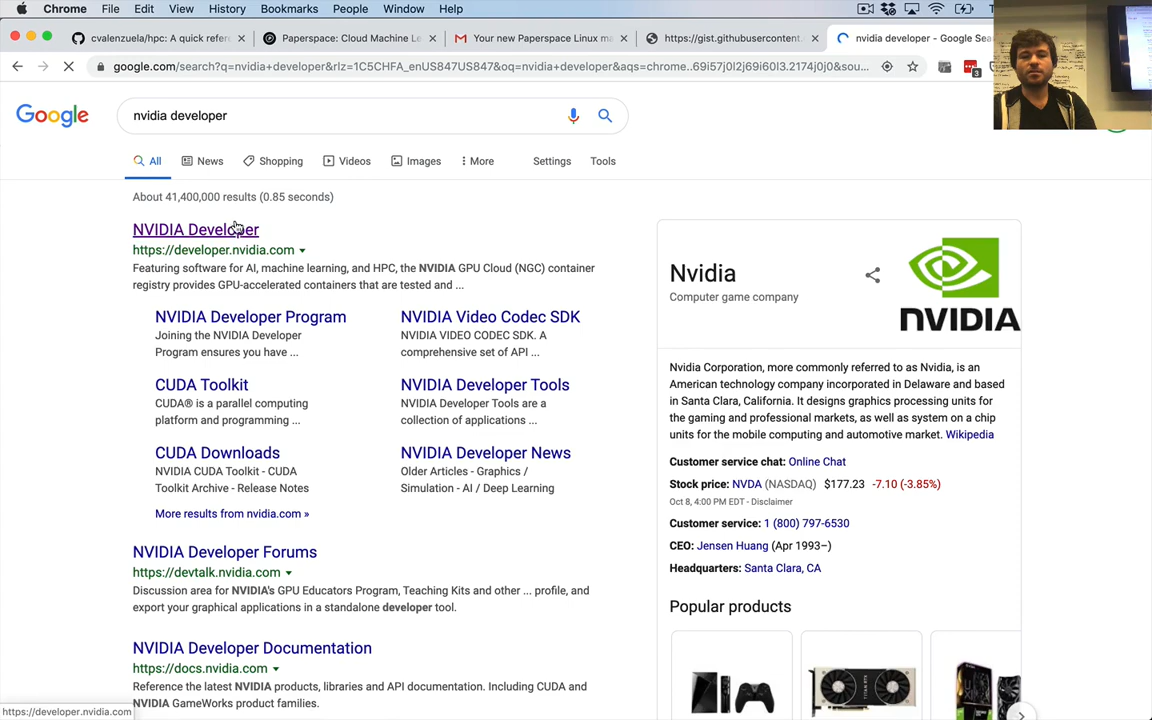 Chrome File Edit View History Bookmarks People Window Help
cvalenzuela/hpc: A quick refer
Paperspace: Cloud Machine Le
Your new Paperspace Linux ma
https://gist.githubusercontent.
nvidia developer - Google Sea
google.com/search?q=nvidia+developer&rlz=1C5CHFA_enUS847US847&oq=nvidia+developer&aqs=chrome..69i57j0l2j69i60l3.2174j0j0&sou...
3
Google
nvidia developer
All News Shopping Videos Images More Settings Tools
About 41,400,000 results (0.85 seconds)
NVIDIA Developer
https://developer.nvidia.com
Featuring software for AI, machine learning, and HPC, the NVIDIA GPU Cloud (NGC) container
registry provides GPU-accelerated containers that are tested and ...
NVIDIA Developer Program
Joining the NVIDIA Developer
Program ensures you have ...
NVIDIA Video Codec SDK
NVIDIA VIDEO CODEC SDK. A
comprehensive set of API ...
CUDA Toolkit
CUDA® is a parallel computing
platform and programming ...
NVIDIA Developer Tools
NVIDIA Developer Tools are a
collection of applications ...
CUDA Downloads
NVIDIA CUDA Toolkit - CUDA
Toolkit Archive - Release Notes
NVIDIA Developer News
Older Articles - Graphics /
Simulation - AI / Deep Learning
More results from nvidia.com »
NVIDIA Developer Forums
https://devtalk.nvidia.com
Discussion area for NVIDIA's GPU Educators Program, Teaching Kits and other ... profile, and
export your graphical applications in a standalone developer tool.
NVIDIA Developer Documentation
https://docs.nvidia.com
Reference the latest NVIDIA products, libraries and API documentation. Including CUDA and
NVIDIA GameWorks product families.
https://developer.nvidia.com
Nvidia
Computer game company
NVIDIA
Nvidia Corporation, more commonly referred to as Nvidia, is an
American technology company incorporated in Delaware and based
in Santa Clara, California. It designs graphics processing units for
the gaming and professional markets, as well as system on a chip
units for the mobile computing and automotive market. Wikipedia
Customer service chat: Online Chat
Stock price: NVDA (NASDAQ) $177.23 -7.10 (-3.85%)
Oct 8, 4:00 PM EDT - Disclaimer
Customer service: 1 (800) 797-6530
CEO: Jensen Huang (Apr 1993–)
Headquarters: Santa Clara, CA
Popular products